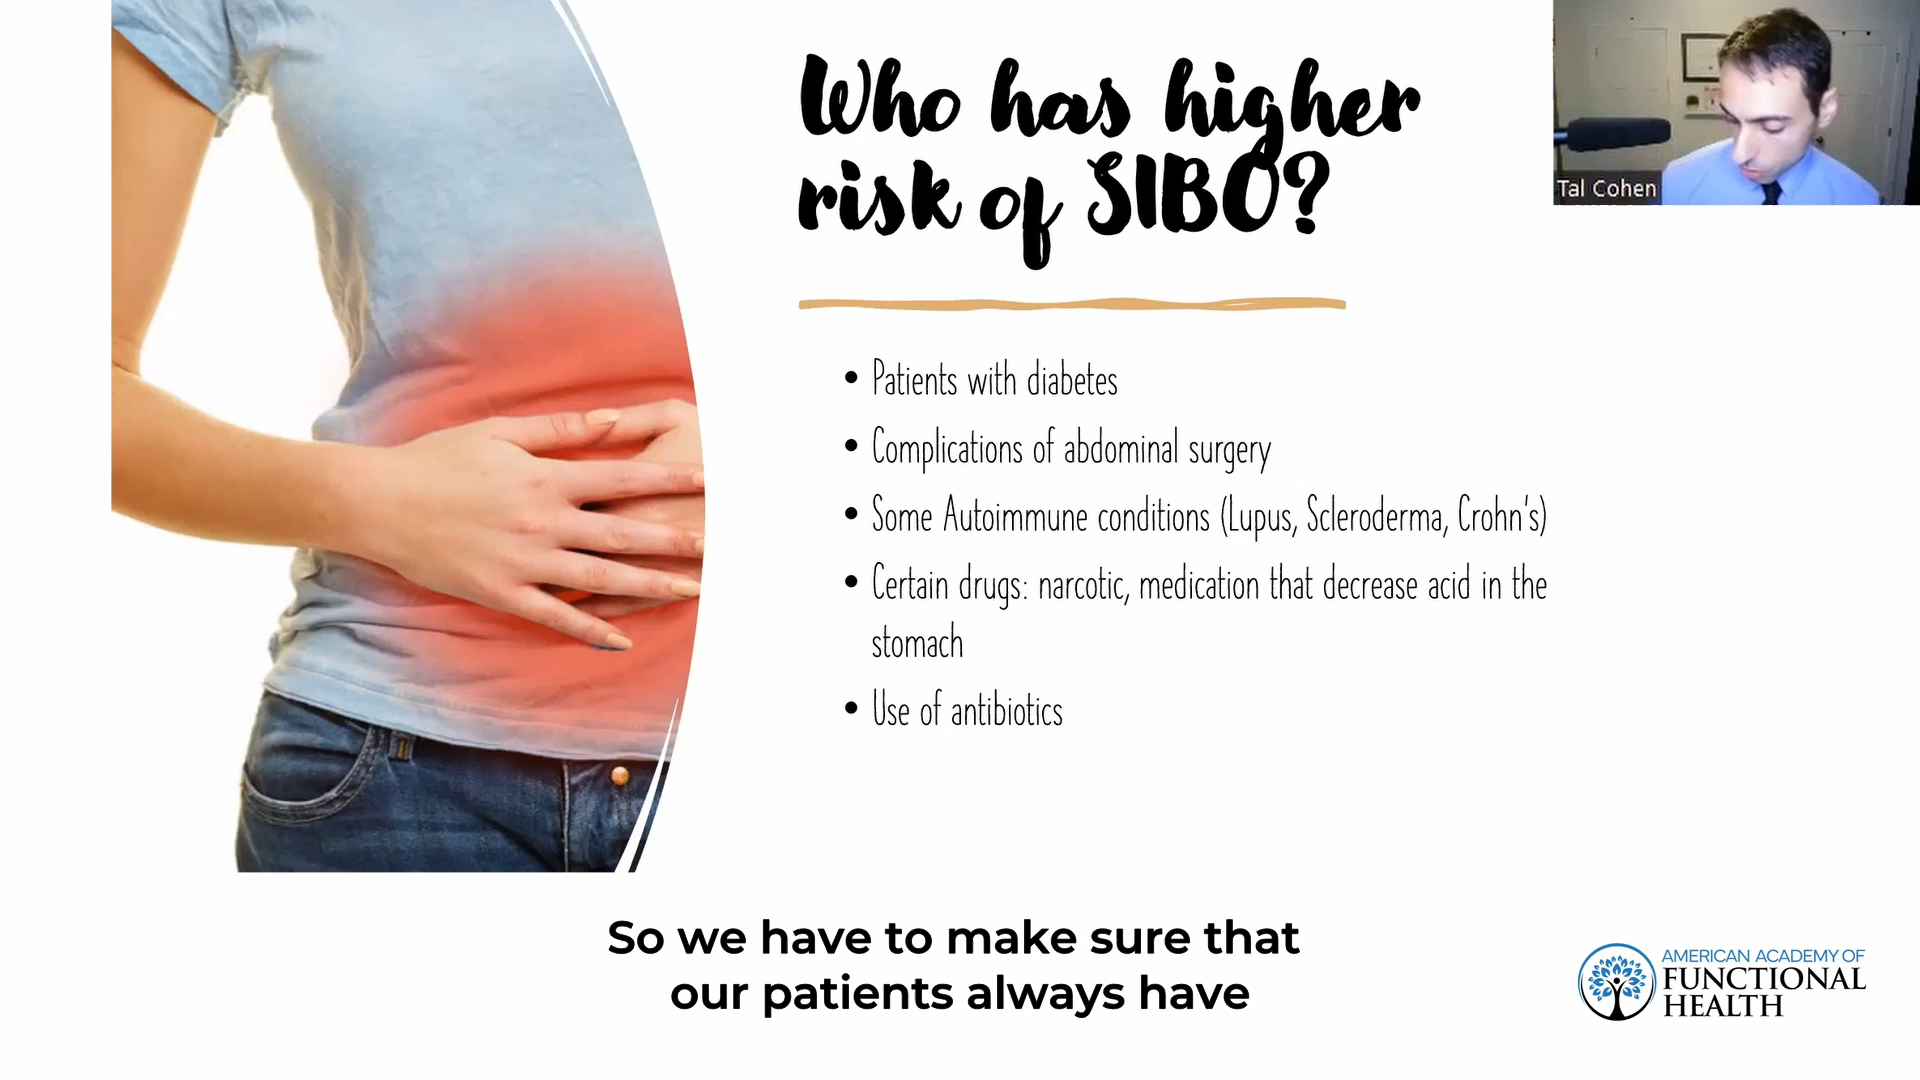 Who has higher
risk of SIBO?
Tal Cohen
• Patients with diabetes
• Complications of abdominal surgery
• Some Autoimmune conditions (Lupus, Scleroderma, Crohn's)
• Certain drugs: narcotic, medication that decrease acid in the
stomach
• Use of antibiotics
So we have to make sure that
our patients always have
AMERICAN ACADEMY OF
FUNCTIONAL
HEALTH